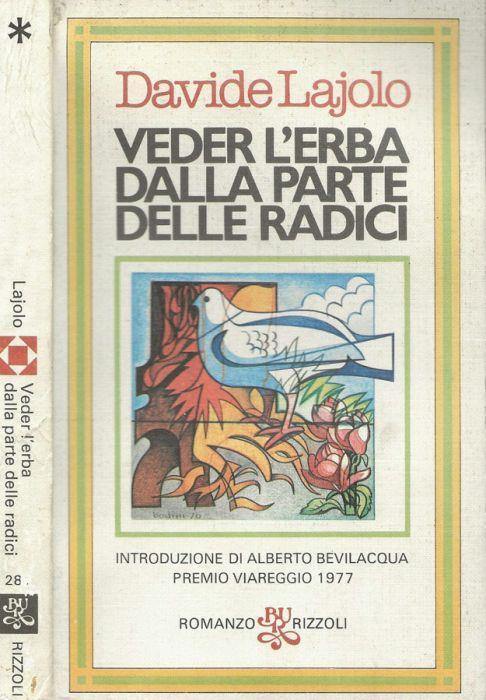 *
Lajolo
Veder l'erba
dalla parte delle radici
28
BUR
RIZZOLI
Davide Lajolo
VEDER L'ERBA
DALLA PARTE
DELLE RADICI
INTRODUZIONE DI ALBERTO BEVILACQUA
PREMIO VIAREGGIO 1977
ROMANZO BUR RIZZOLI